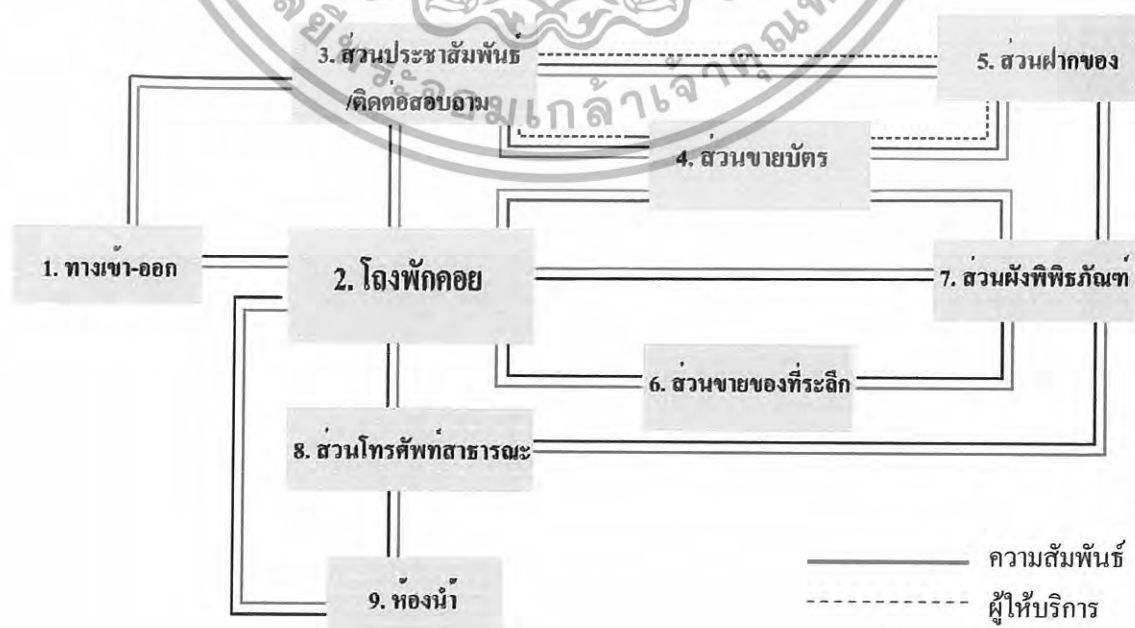 3. ส่วนประชาสัมพันธ์
/ติดต่อสอบถาม
5. ส่วนฝากของ
4. ส่วนขายบัตร
1. ทางเข้า-ออก
2. โถงพักคอย
7. ส่วนผังพิพิธภัณฑ์
6. ส่วนขายของที่ระลึก
8. ส่วนโทรศัพท์สาธารณะ
9. ห้องน้ำ
ความสัมพันธ์
ผู้ให้บริการ